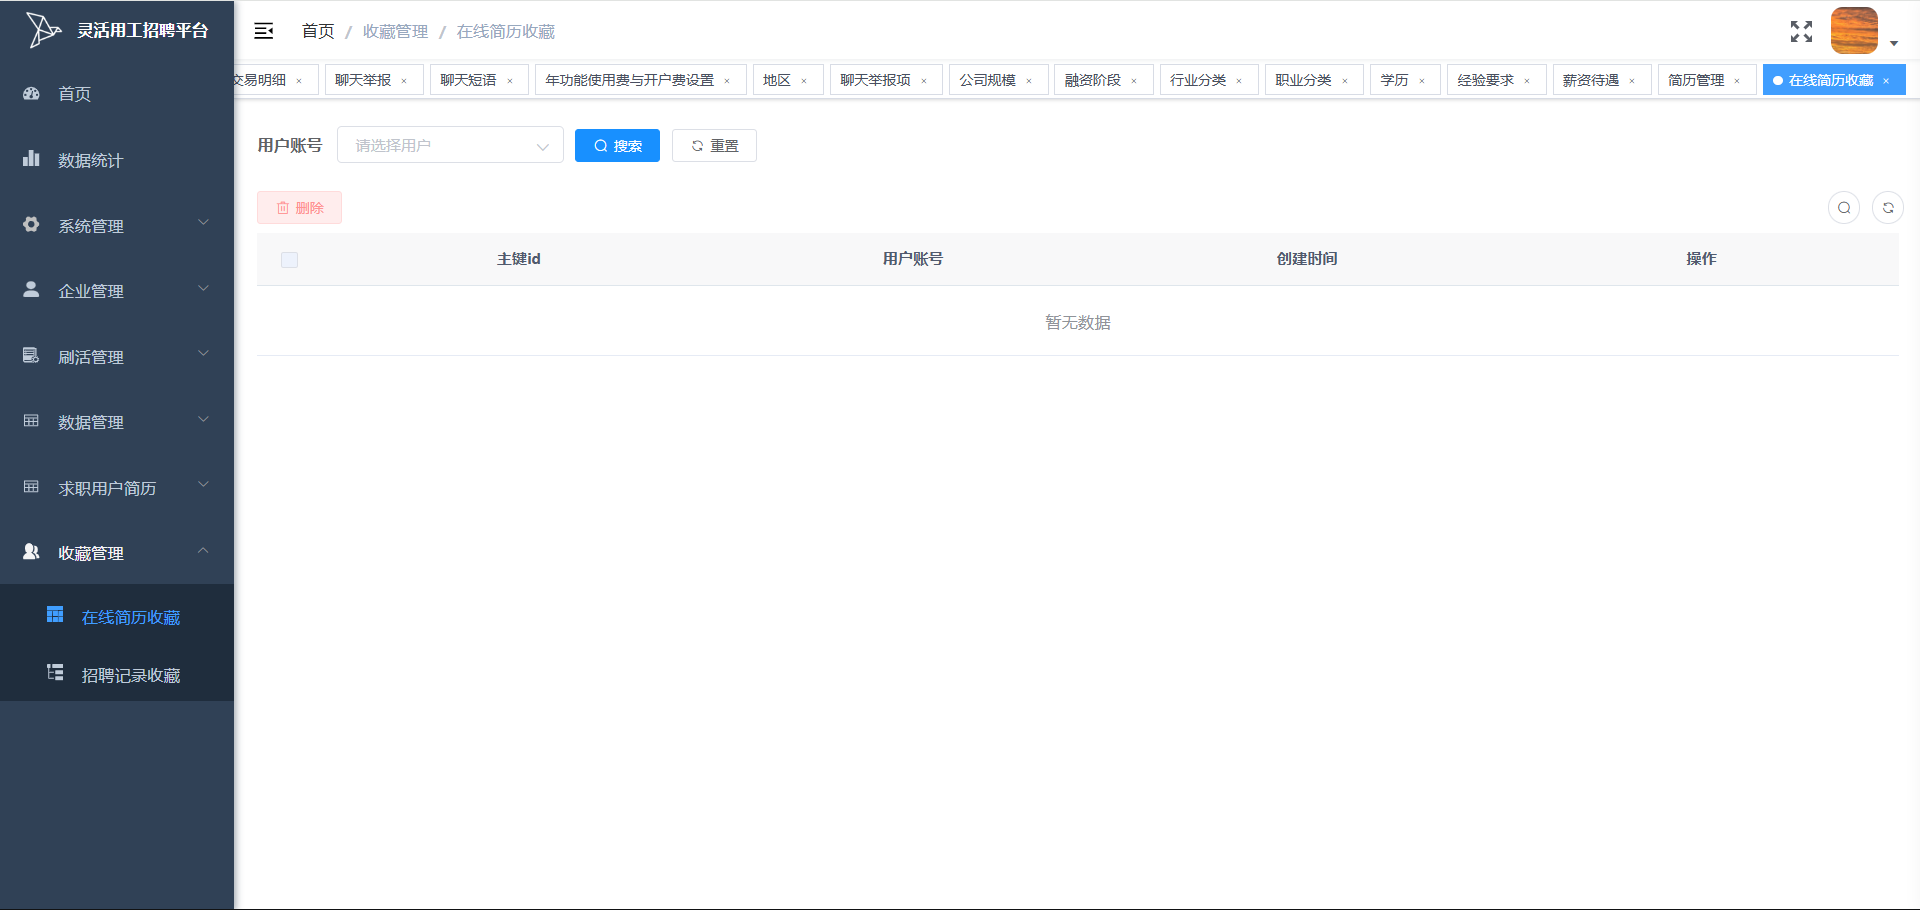 灵活用工招聘平台
首页 / 收藏管理 / 在线简历收藏
交易明细 × 聊天举报 × 聊天短语 × 年功能使用费与开户费设置 × 地区 × 聊天举报项 × 公司规模 × 融资阶段 × 行业分类 × 职业分类 × 学历 × 经验要求 × 薪资待遇 × 简历管理 × 在线简历收藏 ×
首页
数据统计
系统管理
企业管理
刷活管理
数据管理
求职用户简历
收藏管理
在线简历收藏
招聘记录收藏
用户账号 请选择用户 搜索 重置
删除
主键id 用户账号 创建时间 操作
暂无数据